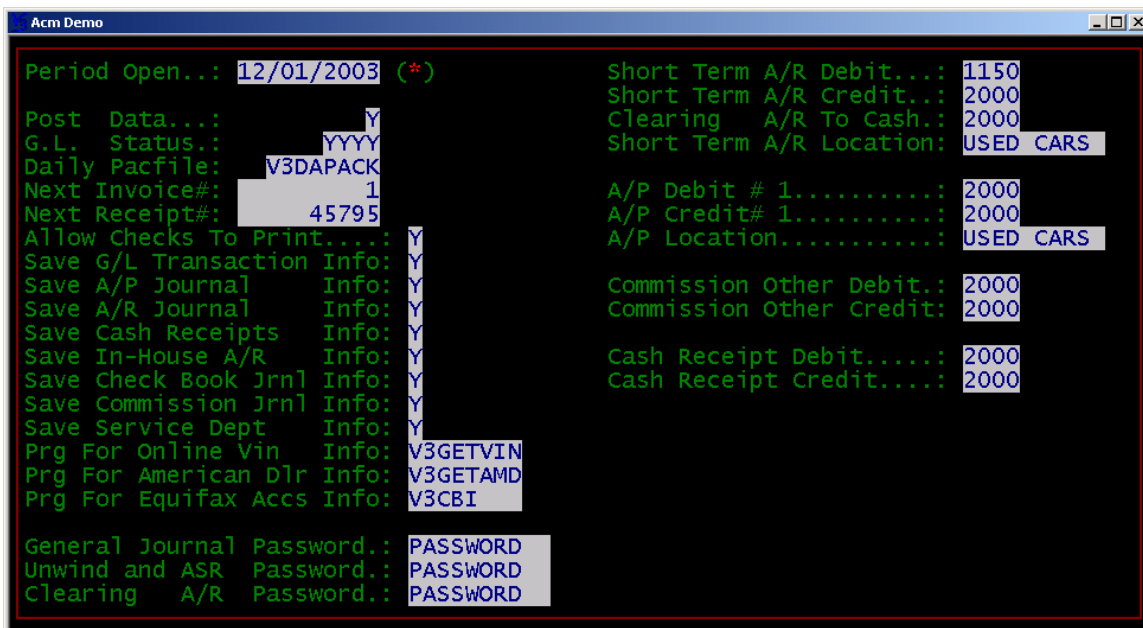 Acm Demo
Period Open..: 12/01/2003 (*)
Post Data...: Y
G.L. Status.: YYYY
Daily Pacfile: V3DAPACK
Next Invoice#: 1
Next Receipt#: 45795
Allow Checks To Print....: Y
Save G/L Transaction Info: Y
Save A/P Journal Info: Y
Save A/R Journal Info: Y
Save Cash Receipts Info: Y
Save In-House A/R Info: Y
Save Check Book Jrnl Info: Y
Save Commission Jrnl Info: Y
Save Service Dept Info: Y
Prg For Online Vin Info: V3GETVIN
Prg For American Dlr Info: V3GETAMD
Prg For Equifax Accs Info: V3CBI
General Journal Password.: PASSWORD
Unwind and ASR Password.: PASSWORD
Clearing A/R Password.: PASSWORD
Short Term A/R Debit...: 1150
Short Term A/R Credit..: 2000
Clearing A/R To Cash.: 2000
Short Term A/R Location: USED CARS
A/P Debit # 1..........: 2000
A/P Credit# 1..........: 2000
A/P Location...........: USED CARS
Commission Other Debit.: 2000
Commission Other Credit: 2000
Cash Receipt Debit.....: 2000
Cash Receipt Credit....: 2000